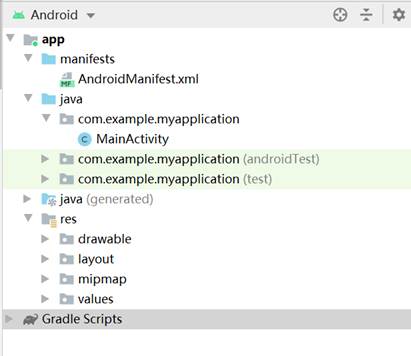 Android
app
manifests
MF AndroidManifest.xml
java
com.example.myapplication
C MainActivity
com.example.myapplication (androidTest)
com.example.myapplication (test)
java (generated)
res
drawable
layout
mipmap
values
Gradle Scripts